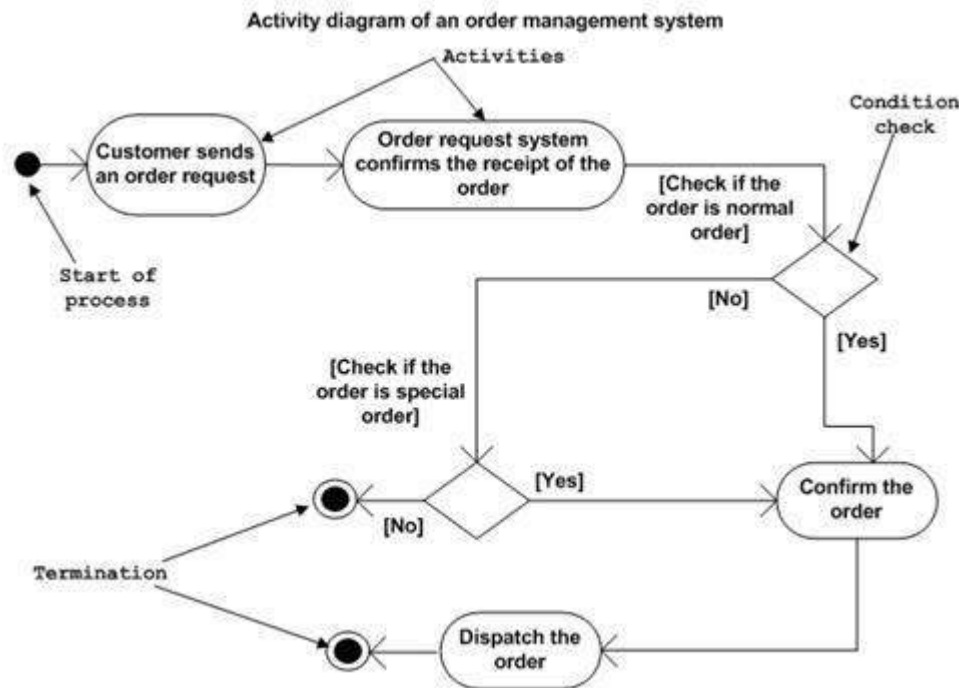 Activity diagram of an order management system
Activities
Condition
check
Customer sends
an order request
Order request system
confirms the receipt of the
order
[Check if the
order is normal
order]
Start of
process
[No]
[Yes]
[Check if the
order is special
order]
[Yes]
[No]
Confirm the
order
Termination
Dispatch the
order